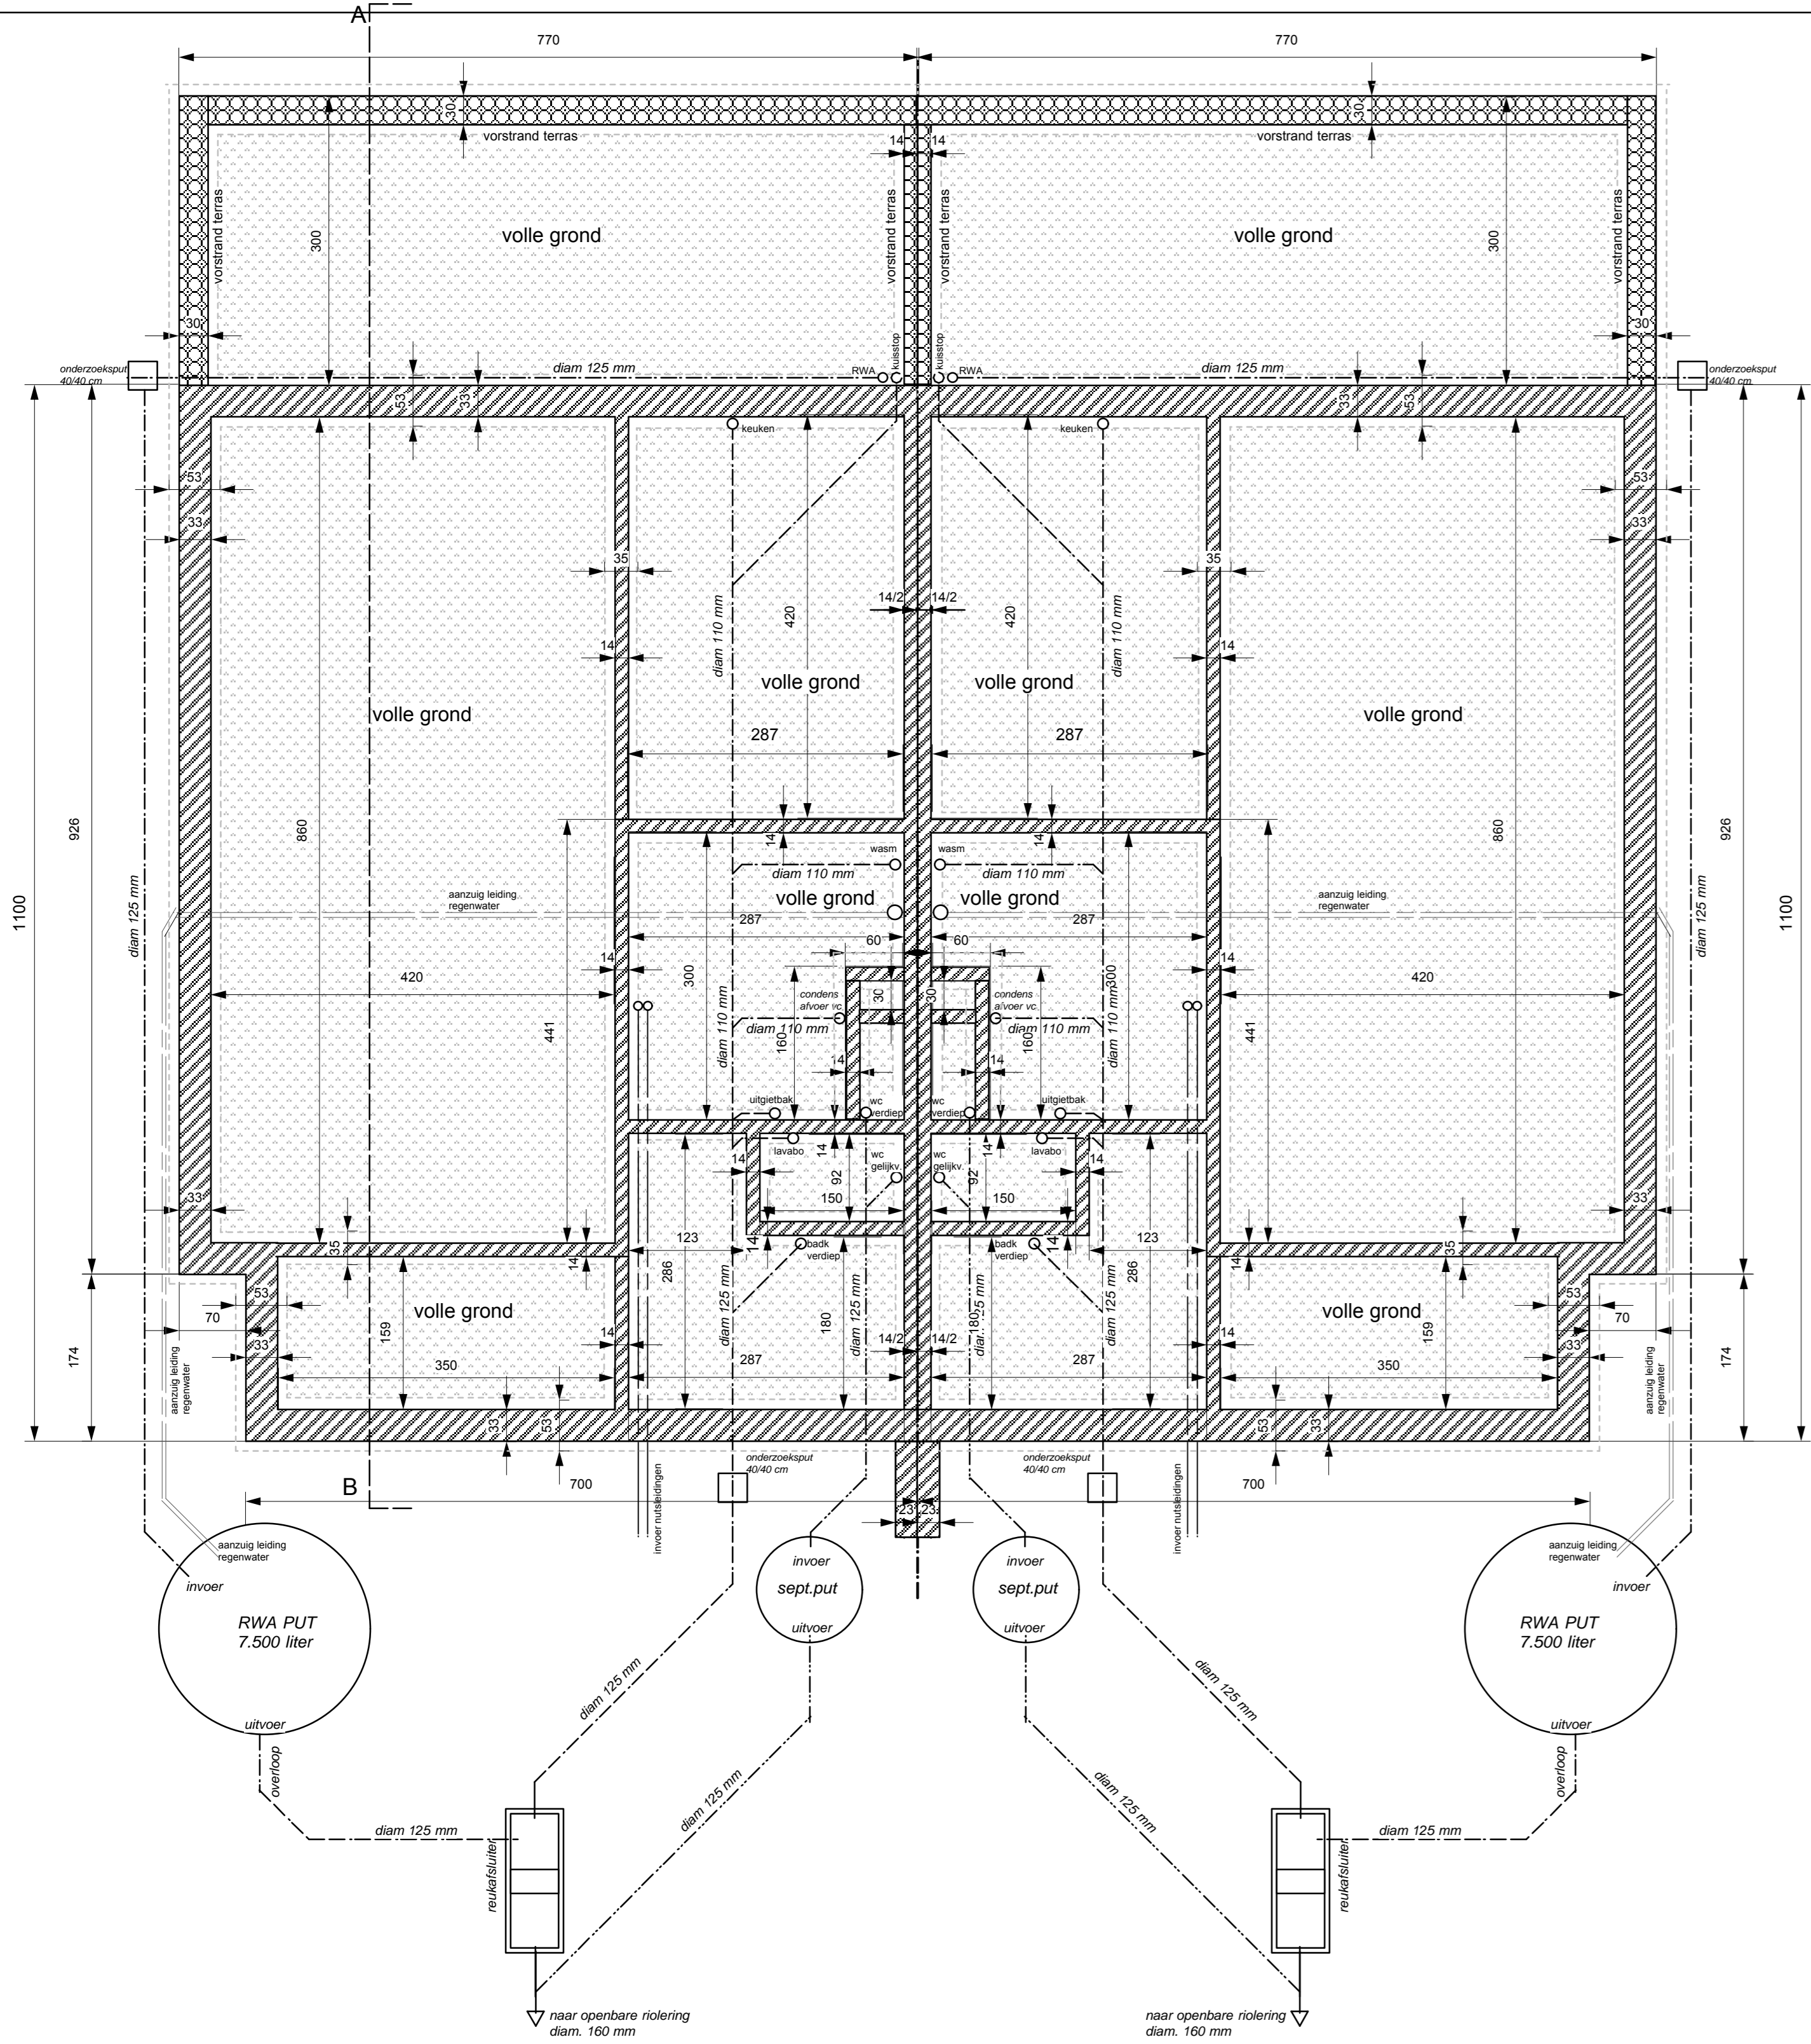 A
770 770
30 30
vorstrand terras vorstrand terras
14 14
vorstrand terras vorstrand terras vorstrand terras vorstrand terras
300 volle grond volle grond 300
30 30
kuisstop kuisstop
onderzoeksput
40/40 cm
diam 125 mm RWA RWA diam 125 mm
onderzoeksput
40/40 cm
53 33 33 53
keuken keuken
53 53
33 33
35 35
14/2 14/2
diam 110 mm 420 420 diam 110 mm
14 14
volle grond volle grond
volle grond volle grond
287 287
1100 926 860 860 926 1100
14 14
wasm wasm
diam 110 mm diam 110 mm
volle grond volle grond
aanzuig leiding
regenwater
aanzuig leiding
regenwater
diam 125 mm diam 125 mm
287 287
60 60
14 14
420 300 300 420
30 30
condens
afvoer vc
condens
afvoer vc
diam 110 mm diam 110 mm
441 diam 110 mm 160 160 diam 110 mm 441
14 14
uitgietbak uitgietbak
wc
verdiep
wc
verdiep
lavabo lavabo
14 14
wc
gelijkv.
wc
gelijkv.
14 14
92 92
150 150
33 33
35 14 123 14 14 123 14 35
badk
verdiep
badk
verdiep
286 286
53 volle grond volle grond 53
70 70
33 33
159 180 180 159
diam 125 mm diam 125 mm diam 125 mm diam 125 mm
14 14/2 14/2 14
174 350 287 287 350 174
aanzuig leiding
regenwater
aanzuig leiding
regenwater
33 53 53 33
onderzoeksput
40/40 cm
onderzoeksput
40/40 cm
B 700 700
23 23
invoer nutsleidingen invoer nutsleidingen
aanzuig leiding
regenwater
aanzuig leiding
regenwater
invoer invoer invoer invoer
sept.put sept.put
RWA PUT
7.500 liter
RWA PUT
7.500 liter
uitvoer uitvoer
diam 125 mm diam 125 mm
uitvoer uitvoer
overloop overloop
diam 125 mm diam 125 mm
diam 125 mm diam 125 mm
reukafsluiter reukafsluiter
naar openbare riolering
diam. 160 mm
naar openbare riolering
diam. 160 mm